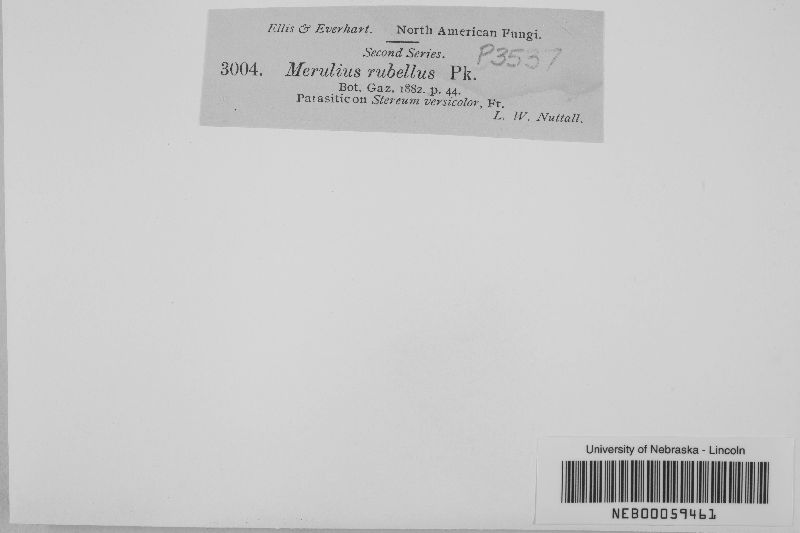 Ellis & Everhart. North American Fungi.
Second Series.
P3537
3004. Merulius rubellus Pk.
Bot. Gaz. 1882. p. 44.
Parasitic on Stereum versicolor, Fr.
L. W. Nuttall.
University of Nebraska - Lincoln
NEB00059461